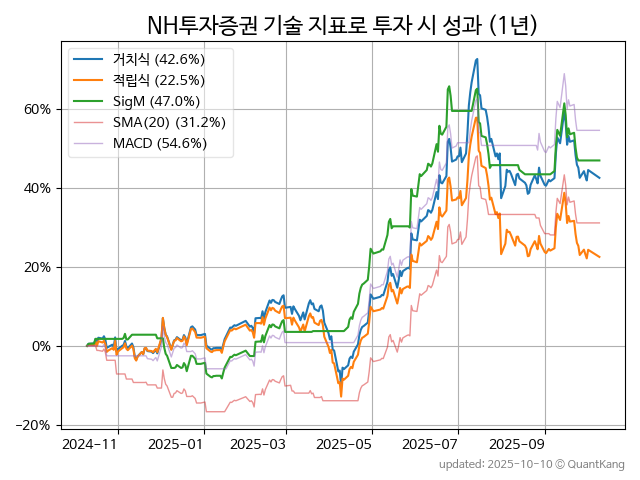 NH투자증권 기술 지표로 투자 시 성과 (1년)
거치식 (42.6%)
적립식 (22.5%)
SigM (47.0%)
SMA(20) (31.2%)
MACD (54.6%)
60%
40%
20%
0%
−20%
2024−11
2025−01
2025−03
2025−05
2025−07
2025−09
updated: 2025-10-10 © QuantKang